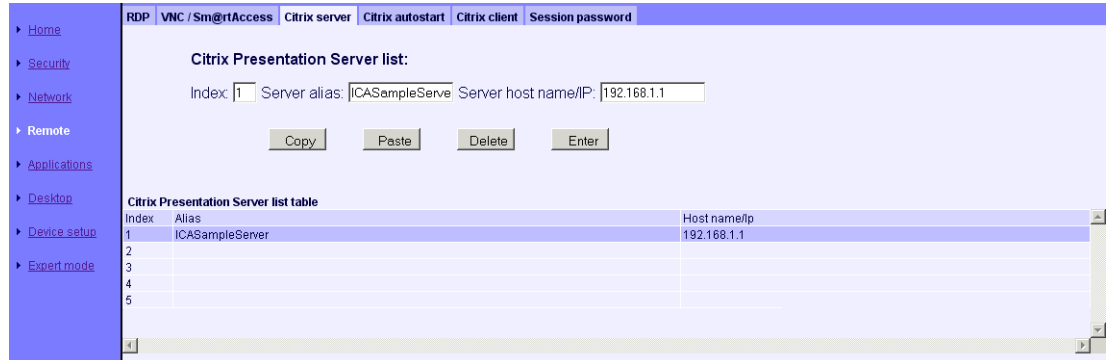 RDP VNC / Sm@rtAccess Citrix server Citrix autostart Citrix client Session password
Home
Security
Network
Remote
Applications
Desktop
Device setup
Expert mode
Citrix Presentation Server list:
Index: 1 Server alias: ICASampleServe Server host name/IP: 192.168.1.1
Copy Paste Delete Enter
Citrix Presentation Server list table
Index Alias Host name/Ip
1 ICASampleServer 192.168.1.1
2
3
4
5